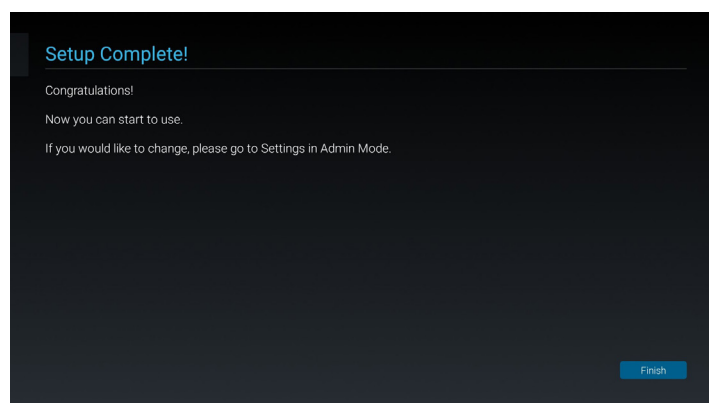 Setup Complete!
Congratulations!
Now you can start to use.
If you would like to change, please go to Settings in Admin Mode.
Finish